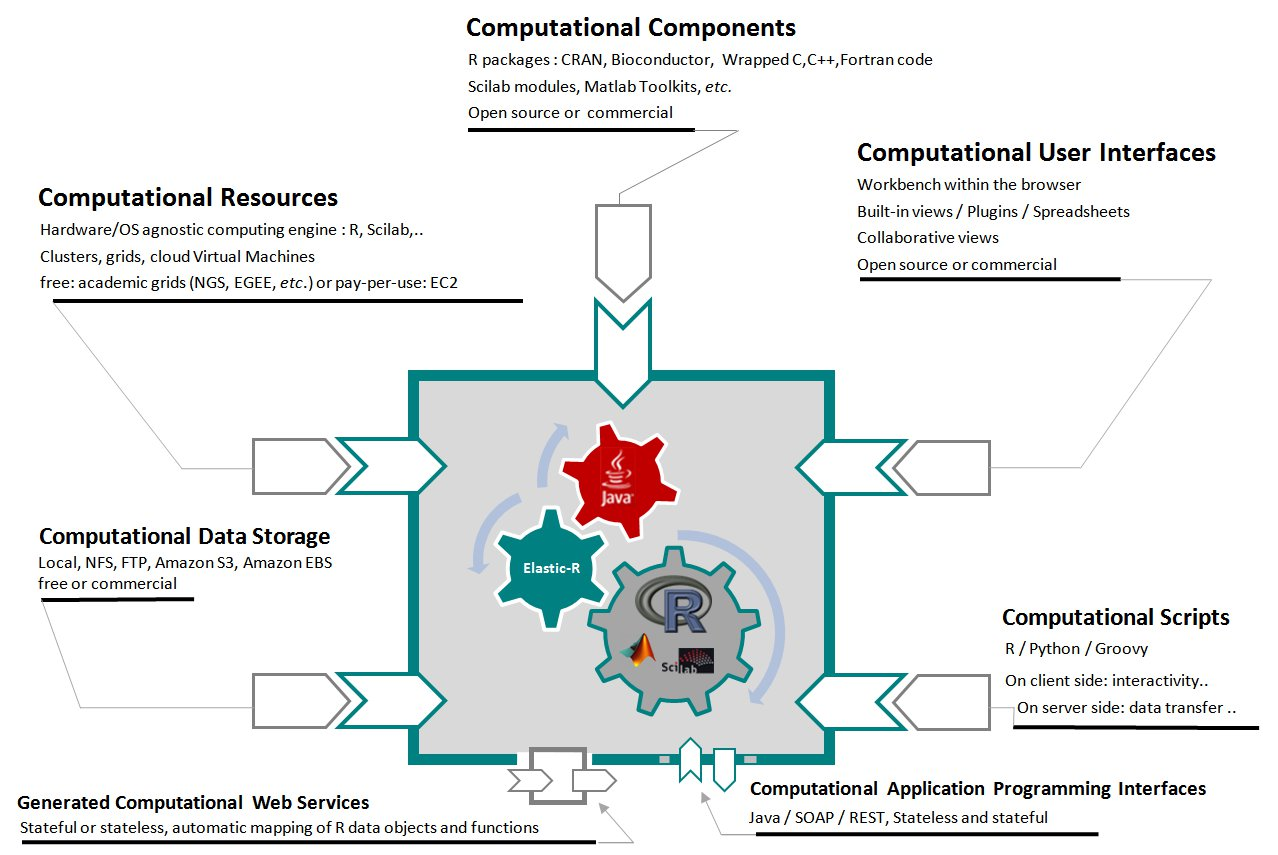 Computational Components
R packages : CRAN, Bioconductor, Wrapped C,C++,Fortran code
Scilab modules, Matlab Toolkits, etc.
Open source or commercial
Computational User Interfaces
Workbench within the browser
Built-in views / Plugins / Spreadsheets
Collaborative views
Open source or commercial
Computational Resources
Hardware/OS agnostic computing engine : R, Scilab,..
Clusters, grids, cloud Virtual Machines
free: academic grids (NGS, EGEE, etc.) or pay-per-use: EC2
Java
Elastic-R
R
Scilab
Computational Data Storage
Local, NFS, FTP, Amazon S3, Amazon EBS
free or commercial
Computational Scripts
R / Python / Groovy
On client side: interactivity..
On server side: data transfer ..
Generated Computational Web Services
Stateful or stateless, automatic mapping of R data objects and functions
Computational Application Programming Interfaces
Java / SOAP / REST, Stateless and stateful